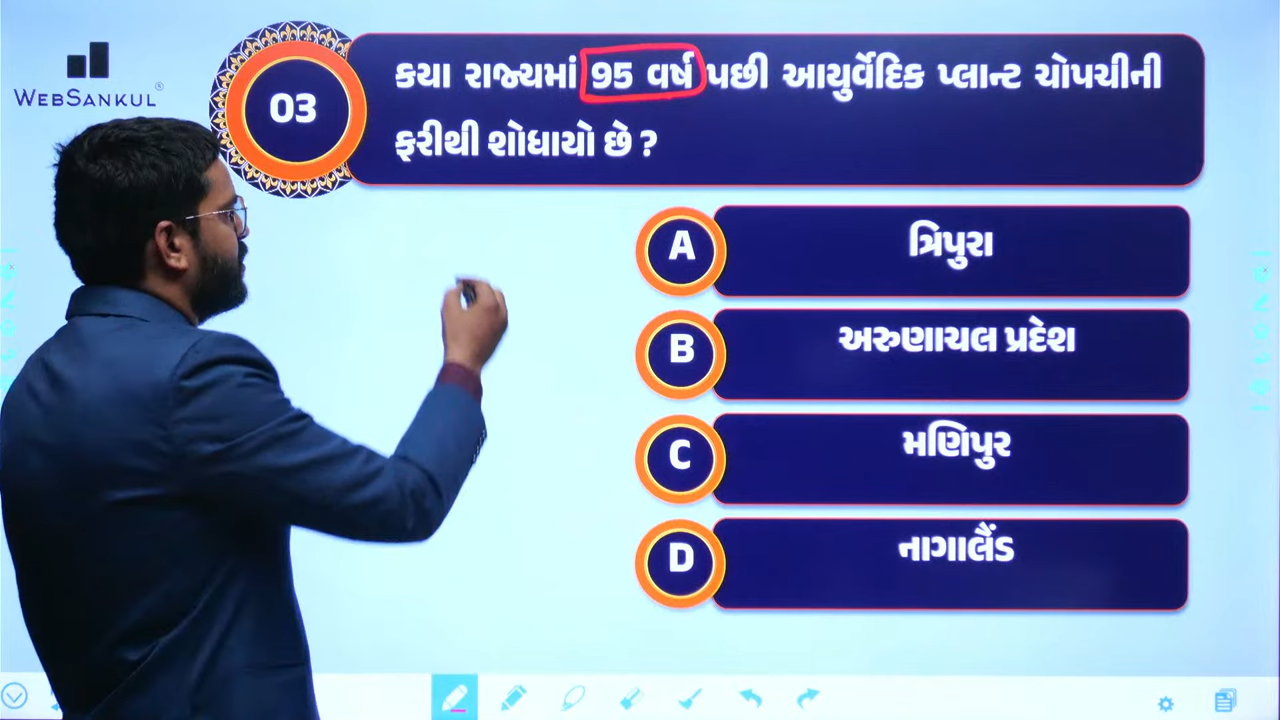 WEBSANKUL®
03
કયા રાજ્યમાં 95 વર્ષ પછી આયુર્વેદિક પ્લાન્ટ ચોપચીની
ફરીથી શોધાયો છે ?
A
ત્રિપુરા
B
અરુણાચલ પ્રદેશ
C
મણિપુર
D
નાગાલૈંડ